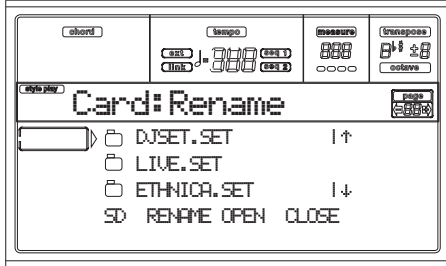 chord tempo measure transpose
ext seq 1
link seq 2
octave
style play Card:Rename page
DJSET.SET
LIVE.SET
ETHNICA.SET
SD RENAME OPEN CLOSE